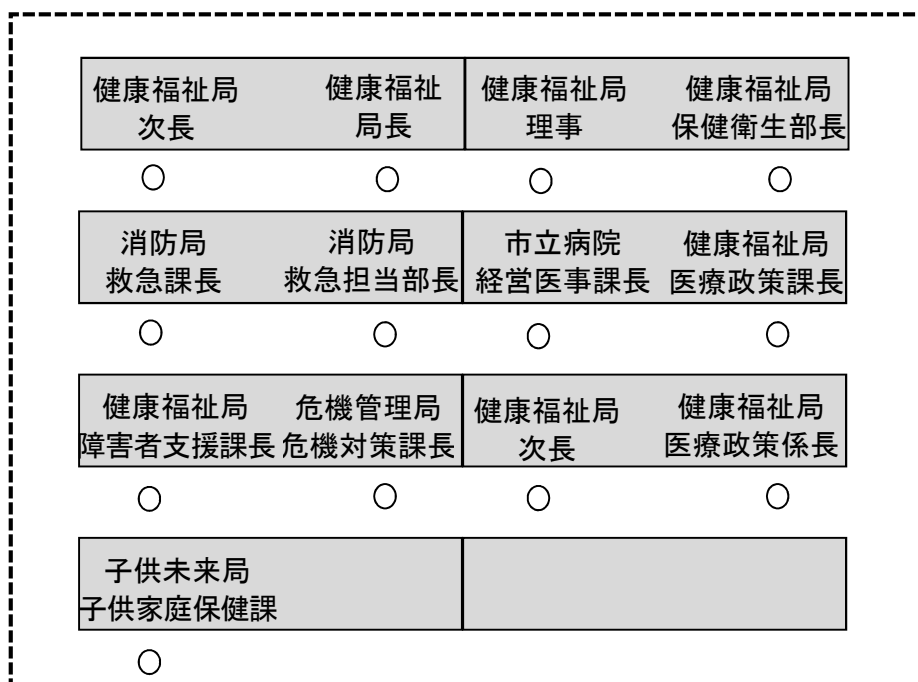 健康福祉局
次長
健康福祉
局長
健康福祉局
理事
健康福祉局
保健衛生部長
○
○
○
○
消防局
救急課長
消防局
救急担当部長
市立病院
経営医事課長
健康福祉局
医療政策課長
○
○
○
○
健康福祉局
障害者支援課長
危機管理局
危機対策課長
健康福祉局
次長
健康福祉局
医療政策係長
○
○
○
○
子供未来局
子供家庭保健課
○